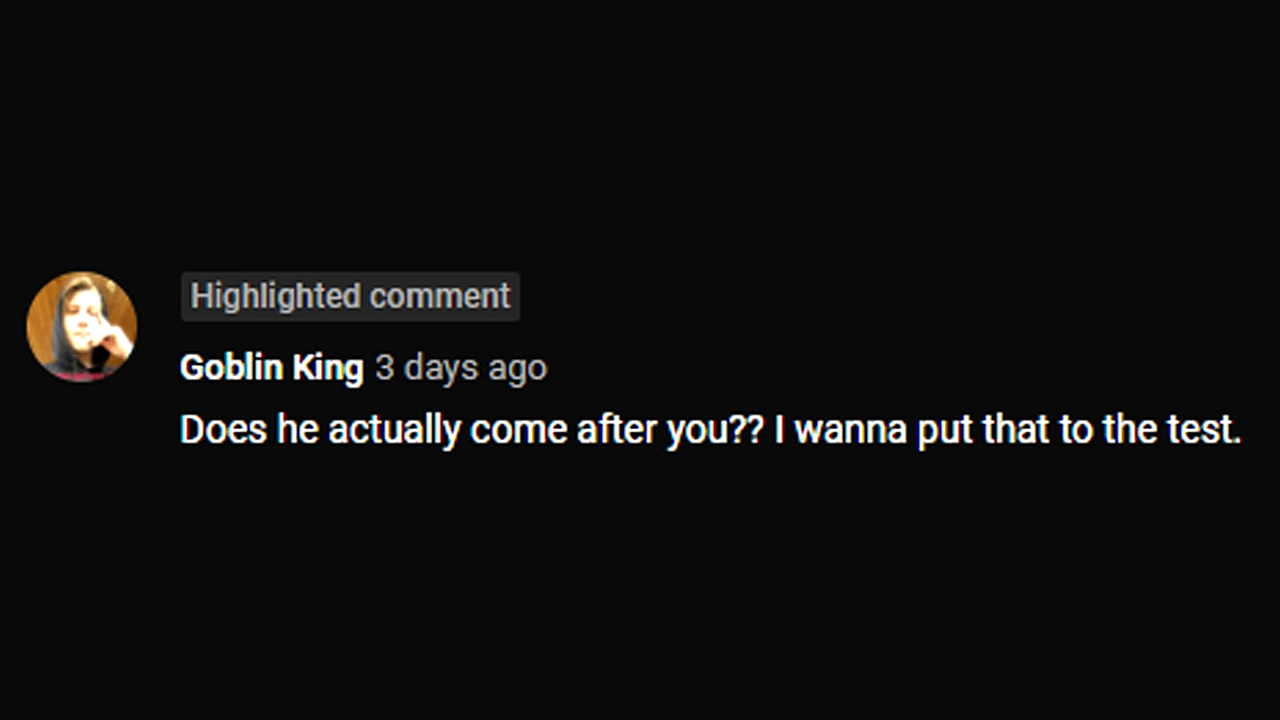 Highlighted comment
Goblin King 3 days ago
Does he actually come after you?? I wanna put that to the test.